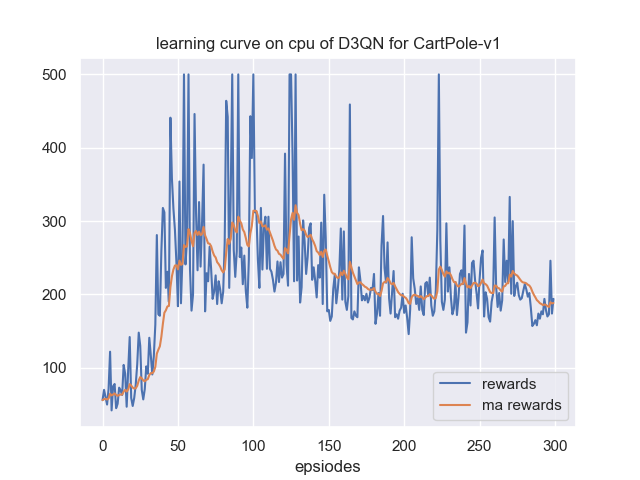 learning curve on cpu of D3QN for CartPole-v1
500
400
300
200
100
rewards
ma rewards
0 50 100 150 200 250 300
epsiodes